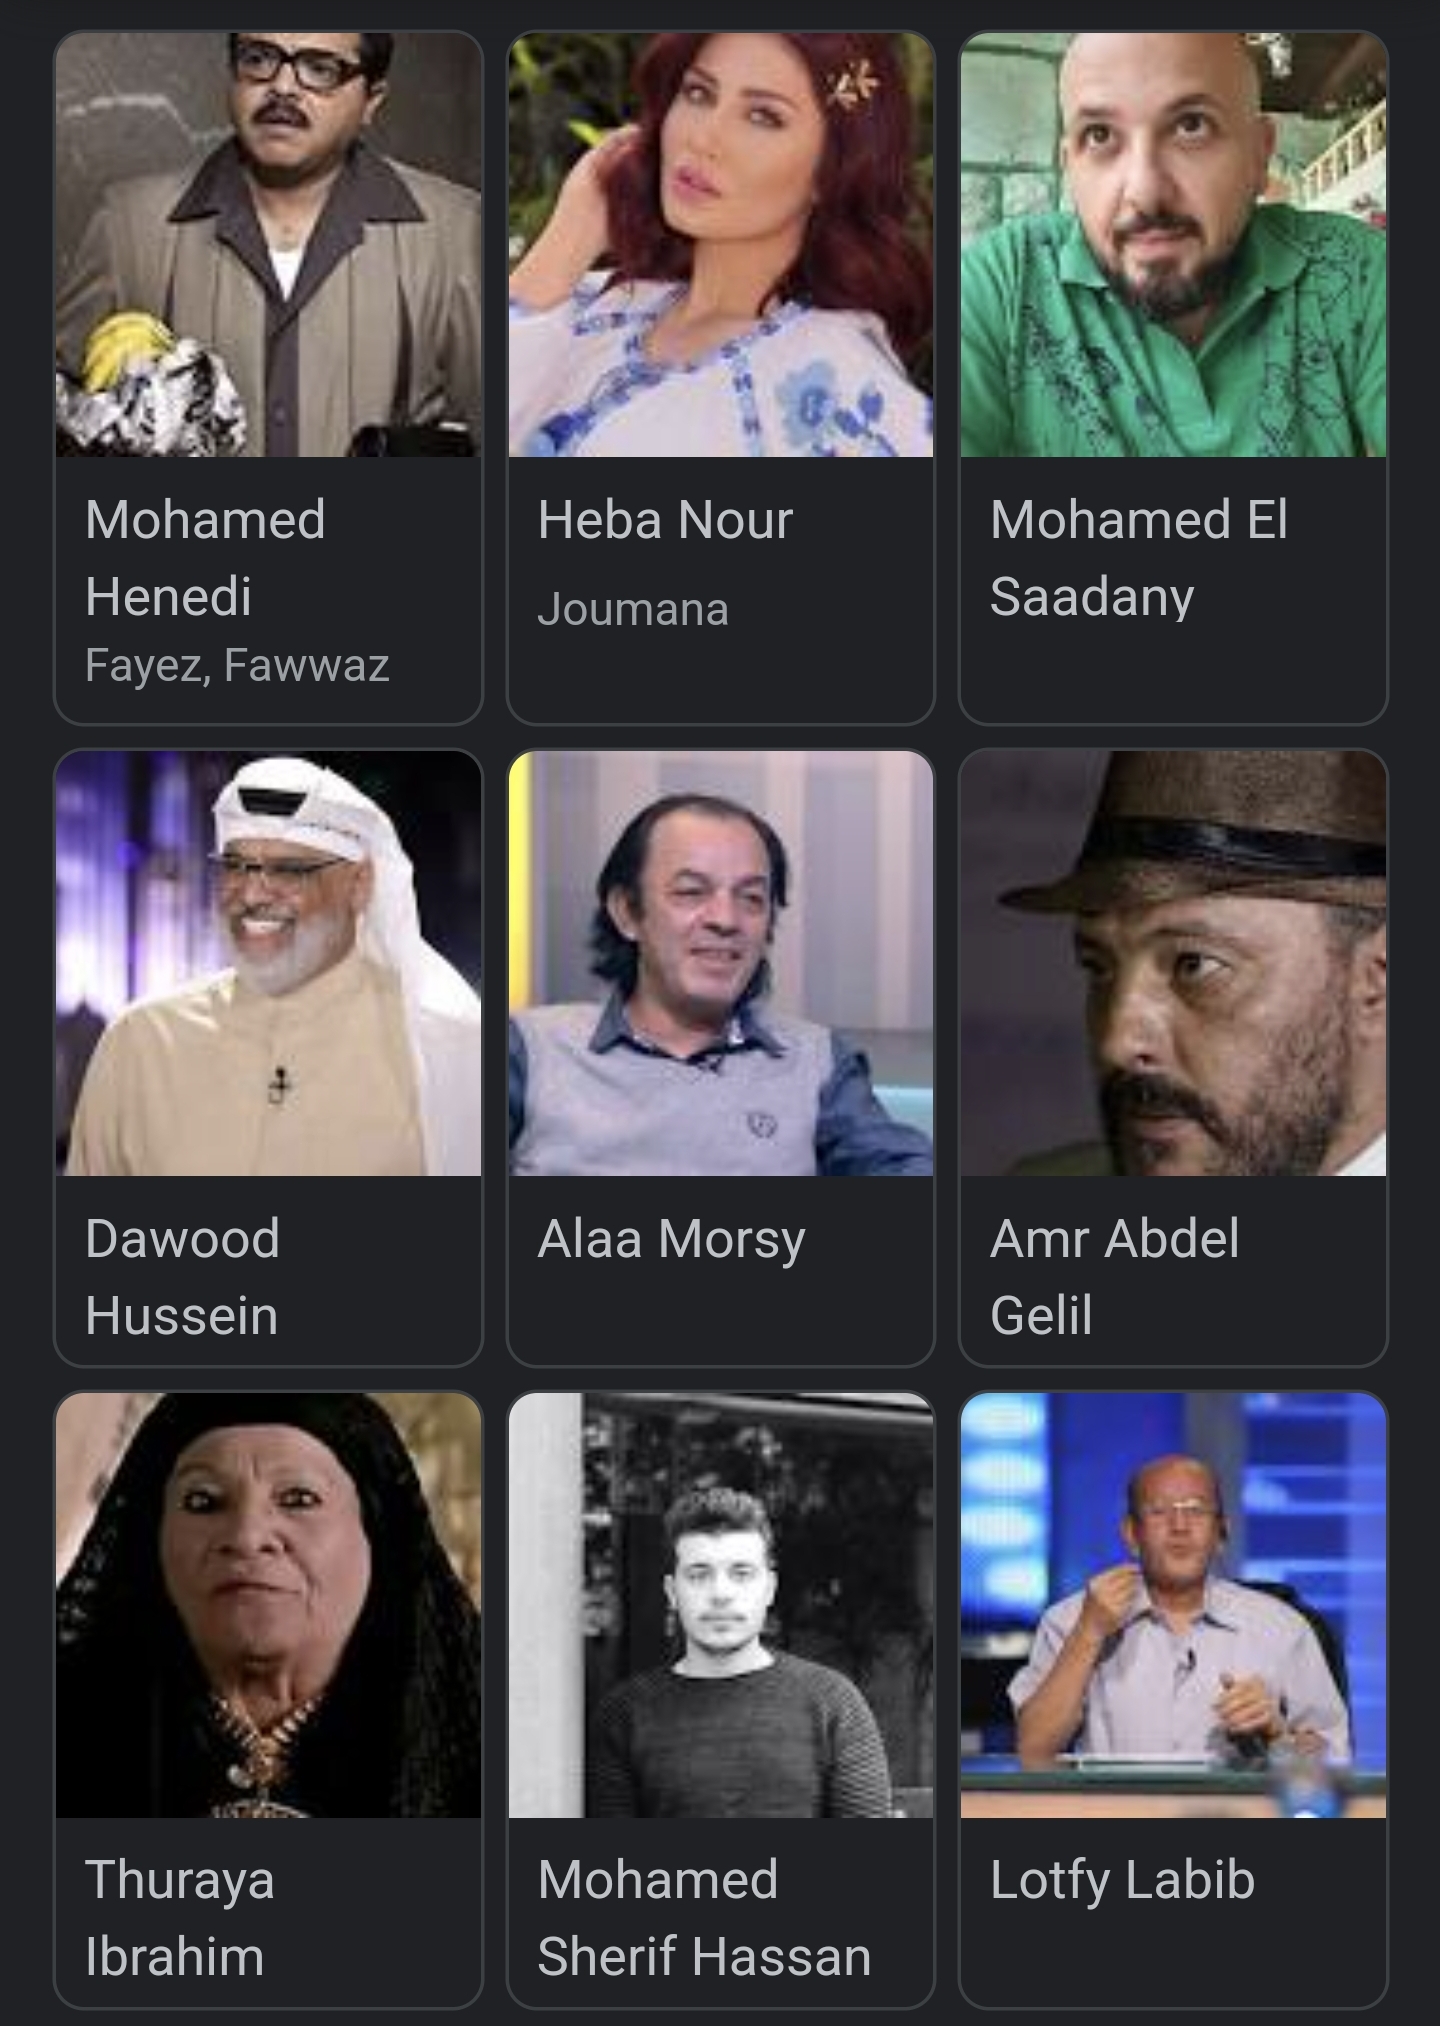 Mohamed
Henedi
Fayez, Fawwaz
Heba Nour
Joumana
Mohamed El
Saadany
Dawood
Hussein
Alaa Morsy
Amr Abdel
Gelil
Thuraya
Ibrahim
Mohamed
Sherif Hassan
Lotfy Labib